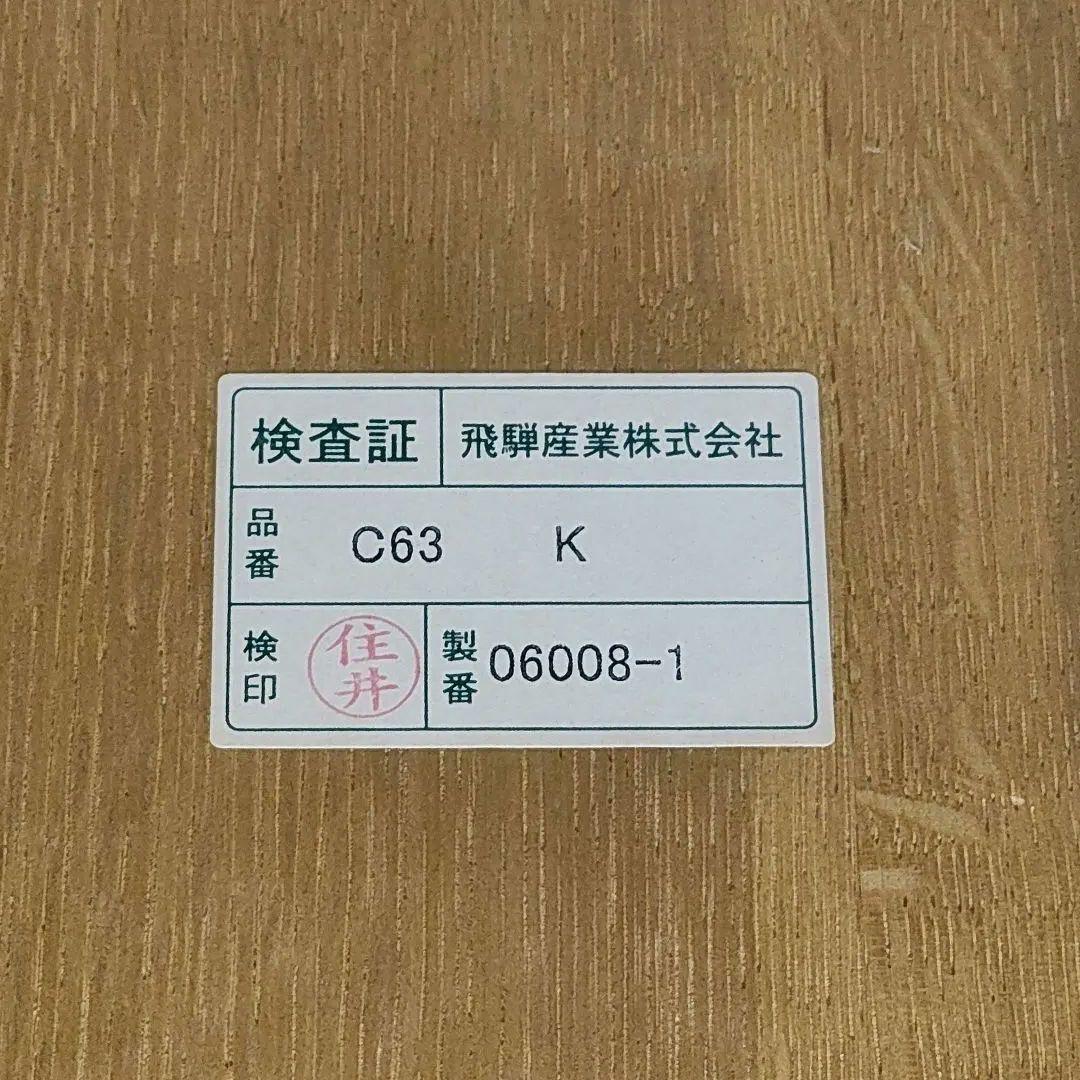 検査証 飛騨産業株式会社
品番 C63 K
検印 住井 製番 06008-1